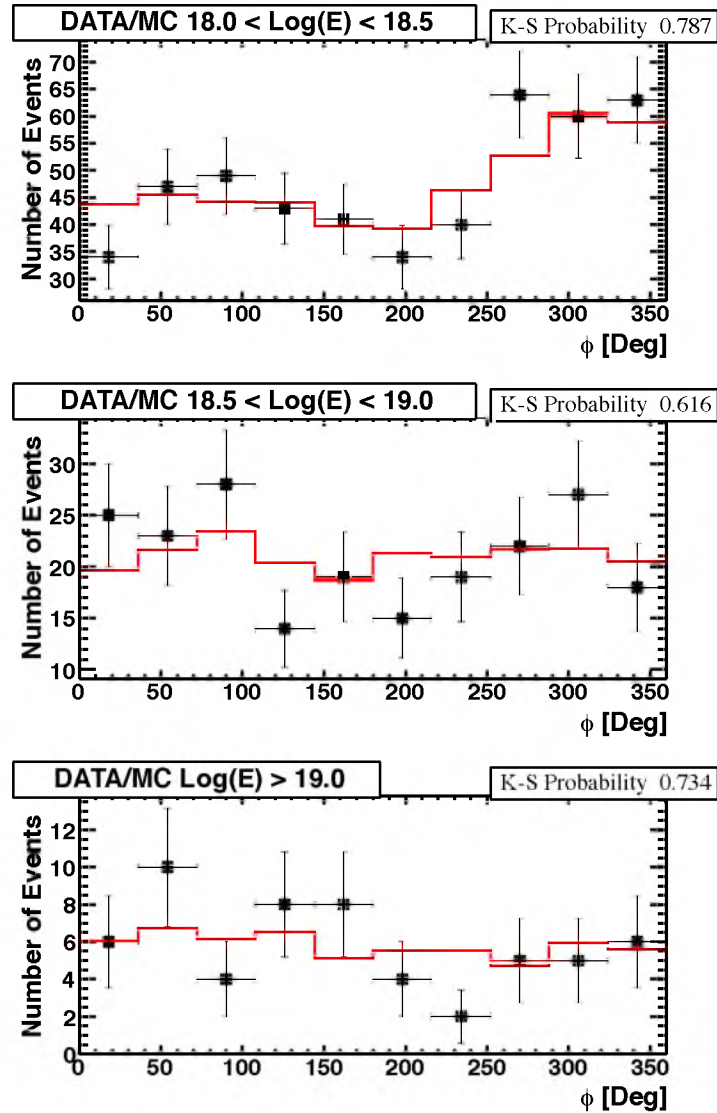 DATA/MC 18.0 < Log(E) < 18.5
K-S Probability 0.787
Number of Events
70
65
60
55
50
45
40
35
30
0 50 100 150 200 250 300 350
ϕ [Deg]
DATA/MC 18.5 < Log(E) < 19.0
K-S Probability 0.616
Number of Events
30
25
20
15
10
0 50 100 150 200 250 300 350
ϕ [Deg]
DATA/MC Log(E) > 19.0
K-S Probability 0.734
Number of Events
12
10
8
6
4
2
0
0 50 100 150 200 250 300 350
ϕ [Deg]